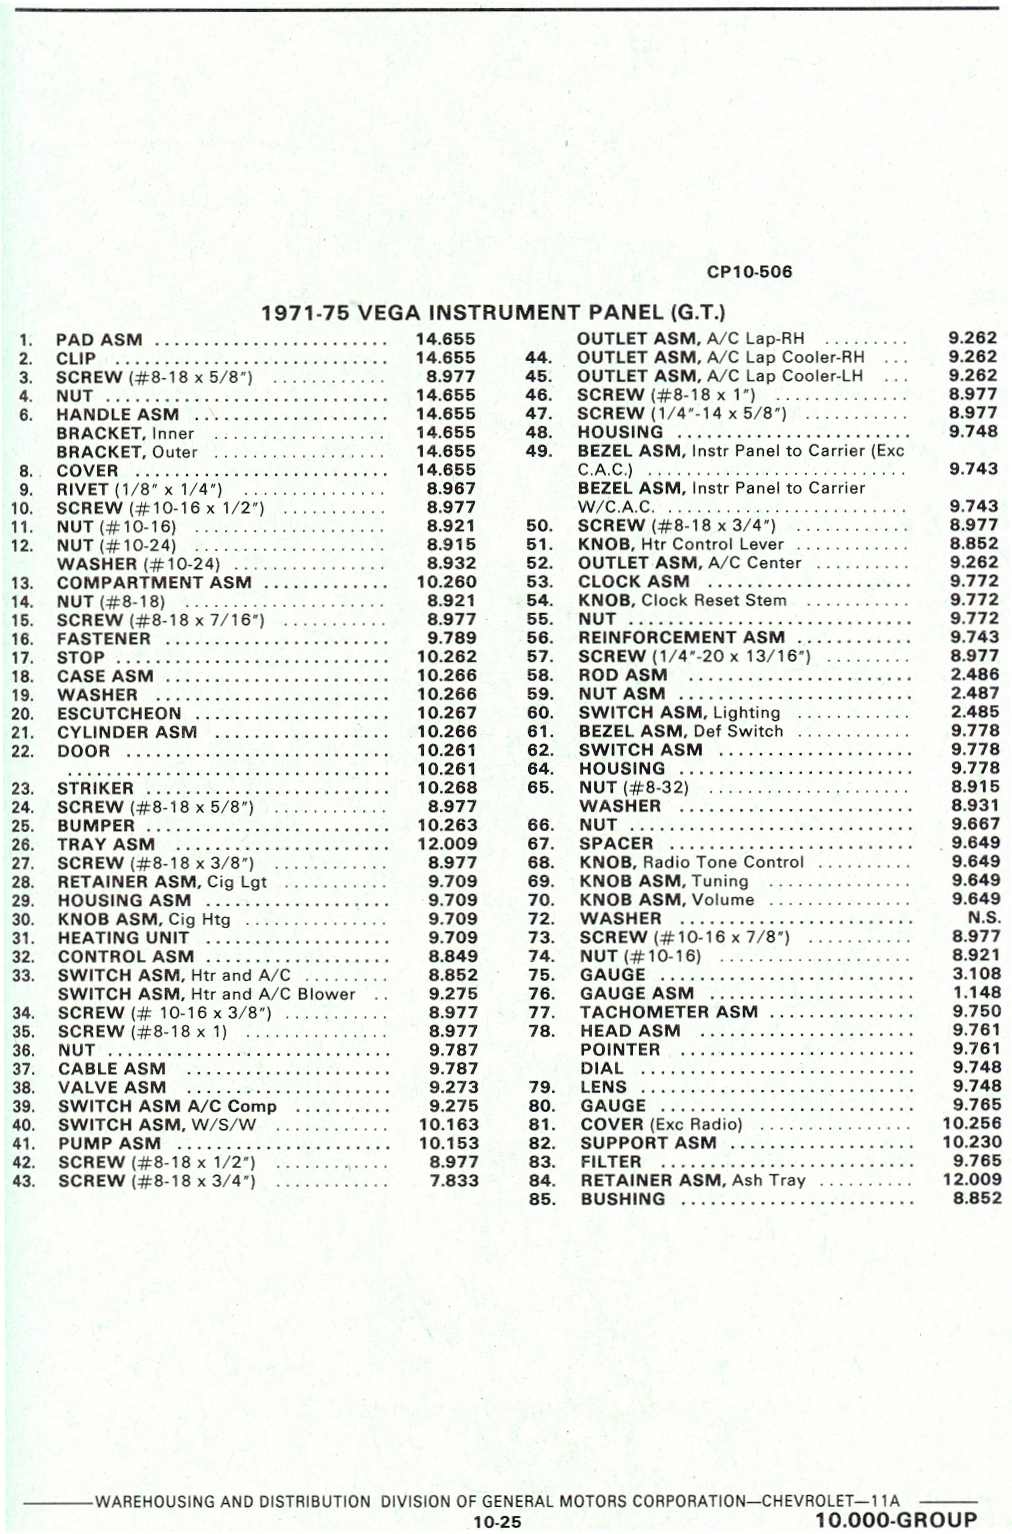 CP10-506
1971-75 VEGA INSTRUMENT PANEL (G.T.)
1. PAD ASM ........................ 14.655
2. CLIP ........................ 14.655
3. SCREW (#8-18 x 5/8") ............ 8.977
4. NUT ........................ 14.655
6. HANDLE ASM .................... 14.655
BRACKET, Inner ................. 14.655
BRACKET, Outer ................. 14.655
8. COVER ........................ 14.655
9. RIVET (1/8" x 1/4") .............. 8.967
10. SCREW (#10-16 x 1/2") ............ 8.977
11. NUT (#10-16) .................... 8.921
12. NUT (#10-24) .................... 8.915
WASHER (#10-24) ................ 8.932
13. COMPARTMENT ASM ............ 10.260
14. NUT (#8-18) .................... 8.921
15. SCREW (#8-18 x 7/16") ............ 8.977
16. FASTENER ...................... 9.789
17. STOP .......................... 10.262
18. CASE ASM ...................... 10.266
19. WASHER ...................... 10.266
20. ESCUTCHEON ................... 10.267
21. CYLINDER ASM ................. 10.266
22. DOOR .......................... 10.261
................................ 10.261
23. STRIKER ........................ 10.268
24. SCREW (#8-18 x 5/8") ............ 8.977
25. BUMPER ........................ 10.263
26. TRAY ASM ...................... 12.009
27. SCREW (#8-18 x 3/8") ............ 8.977
28. RETAINER ASM, Cig Lgt ........... 9.709
29. HOUSING ASM ................... 9.709
30. KNOB ASM, Cig Htg .............. 9.709
31. HEATING UNIT .................. 9.709
32. CONTROL ASM ................... 8.849
33. SWITCH ASM, Htr and A/C ........ 8.852
SWITCH ASM, Htr and A/C Blower .. 9.275
34. SCREW (# 10-16 x 3/8") ........... 8.977
35. SCREW (#8-18 x 1) .............. 8.977
36. NUT ........................... 9.787
37. CABLE ASM .................... 9.787
38. VALVE ASM .................... 9.273
39. SWITCH ASM A/C Comp .......... 9.275
40. SWITCH ASM, W/S/W ............ 10.163
41. PUMP ASM ..................... 10.153
42. SCREW (#8-18 x 1/2") ............ 8.977
43. SCREW (#8-18 x 3/4") ............ 7.833
OUTLET ASM, A/C Lap-RH ......... 9.262
44. OUTLET ASM, A/C Lap Cooler-RH ... 9.262
45. OUTLET ASM, A/C Lap Cooler-LH ... 9.262
46. SCREW (#8-18 x 1") .............. 8.977
47. SCREW (1/4"-14 x 5/8") ........... 8.977
48. HOUSING ....................... 9.748
49. BEZEL ASM, Instr Panel to Carrier (Exc
C.A.C.) .......................... 9.743
BEZEL ASM, Instr Panel to Carrier
W/C.A.C. ......................... 9.743
50. SCREW (#8-18 x 3/4") ............ 8.977
51. KNOB, Htr Control Lever ........... 8.852
52. OUTLET ASM, A/C Center .......... 9.262
53. CLOCK ASM .................... 9.772
54. KNOB, Clock Reset Stem .......... 9.772
55. NUT ........................... 9.772
56. REINFORCEMENT ASM ........... 9.743
57. SCREW (1/4"-20 x 13/16") ......... 8.977
58. ROD ASM ...................... 2.486
59. NUT ASM ...................... 2.487
60. SWITCH ASM, Lighting ............ 2.485
61. BEZEL ASM, Def Switch ........... 9.778
62. SWITCH ASM ................... 9.778
64. HOUSING ....................... 9.778
65. NUT (#8-32) ..................... 8.915
WASHER ....................... 8.931
66. NUT ........................... 9.667
67. SPACER ........................ 9.649
68. KNOB, Radio Tone Control ......... 9.649
69. KNOB ASM, Tuning ............... 9.649
70. KNOB ASM, Volume .............. 9.649
72. WASHER ....................... N.S.
73. SCREW (#10-16 x 7/8") ........... 8.977
74. NUT (#10-16) .................... 8.921
75. GAUGE ......................... 3.108
76. GAUGE ASM .................... 1.148
77. TACHOMETER ASM .............. 9.750
78. HEAD ASM ..................... 9.761
POINTER ....................... 9.761
DIAL .......................... 9.748
79. LENS .......................... 9.748
80. GAUGE ........................ 9.765
81. COVER (Exc Radio) ............... 10.256
82. SUPPORT ASM .................. 10.230
83. FILTER ......................... 9.765
84. RETAINER ASM, Ash Tray .......... 12.009
85. BUSHING ....................... 8.852
WAREHOUSING AND DISTRIBUTION DIVISION OF GENERAL MOTORS CORPORATION—CHEVROLET—11A
10-25
10.000-GROUP